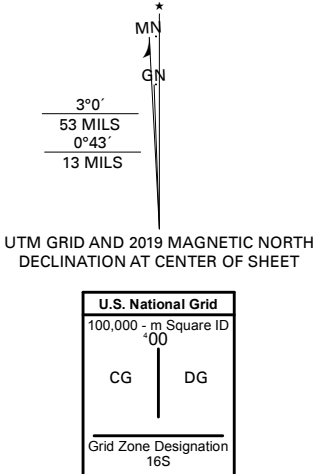 ★
MN
GN
3°0´
53 MILS
0°43´
13 MILS
UTM GRID AND 2019 MAGNETIC NORTH
DECLINATION AT CENTER OF SHEET
U.S. National Grid
100,000 - m Square ID
⁴00
CG DG
Grid Zone Designation
16S